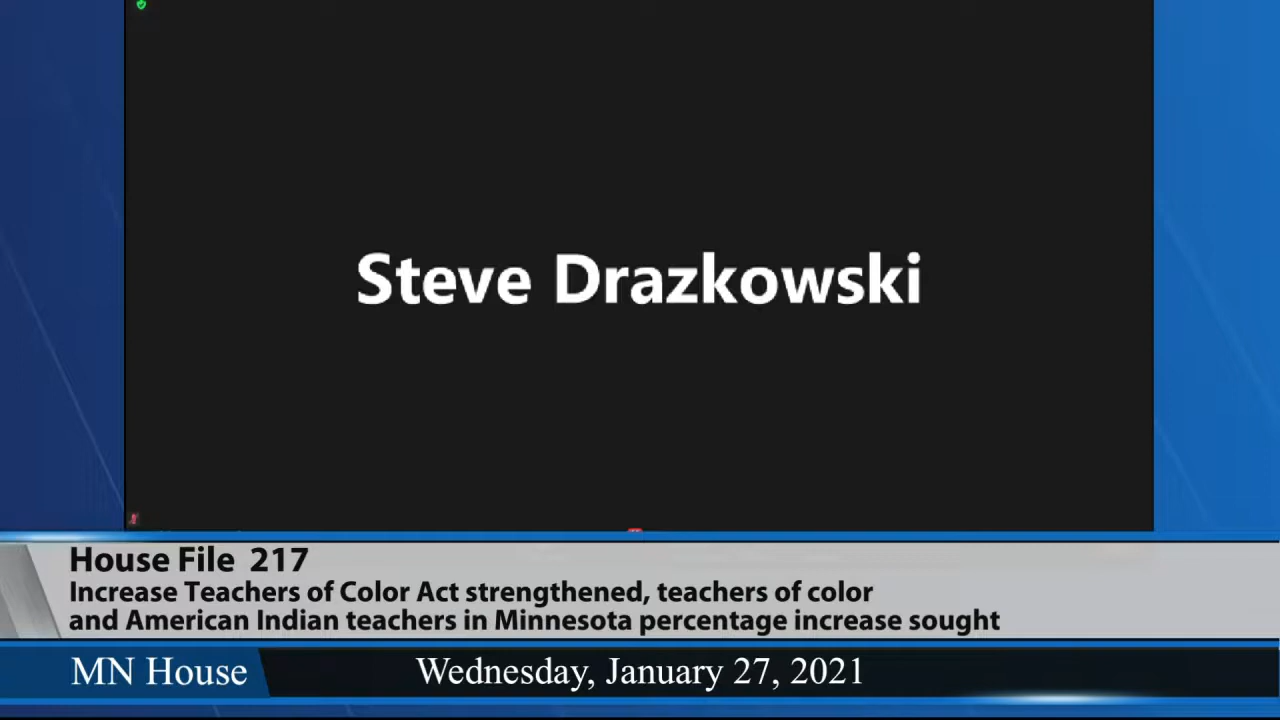 Steve Drazkowski
House File 217
Increase Teachers of Color Act strengthened, teachers of color
and American Indian teachers in Minnesota percentage increase sought
MN House
Wednesday, January 27, 2021